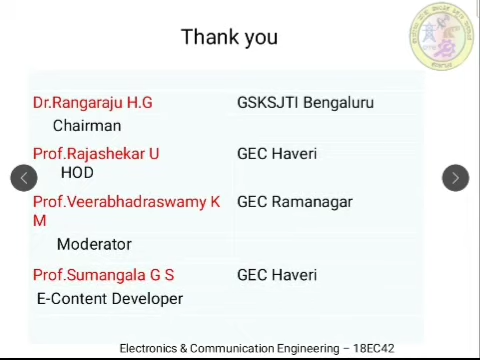 Thank you
Dr.Rangaraju H.G GSKSJTI Bengaluru
Chairman
Prof.Rajashekar U GEC Haveri
HOD
Prof.Veerabhadraswamy K GEC Ramanagar
M
Moderator
Prof.Sumangala G S GEC Haveri
E-Content Developer
Electronics & Communication Engineering – 18EC42